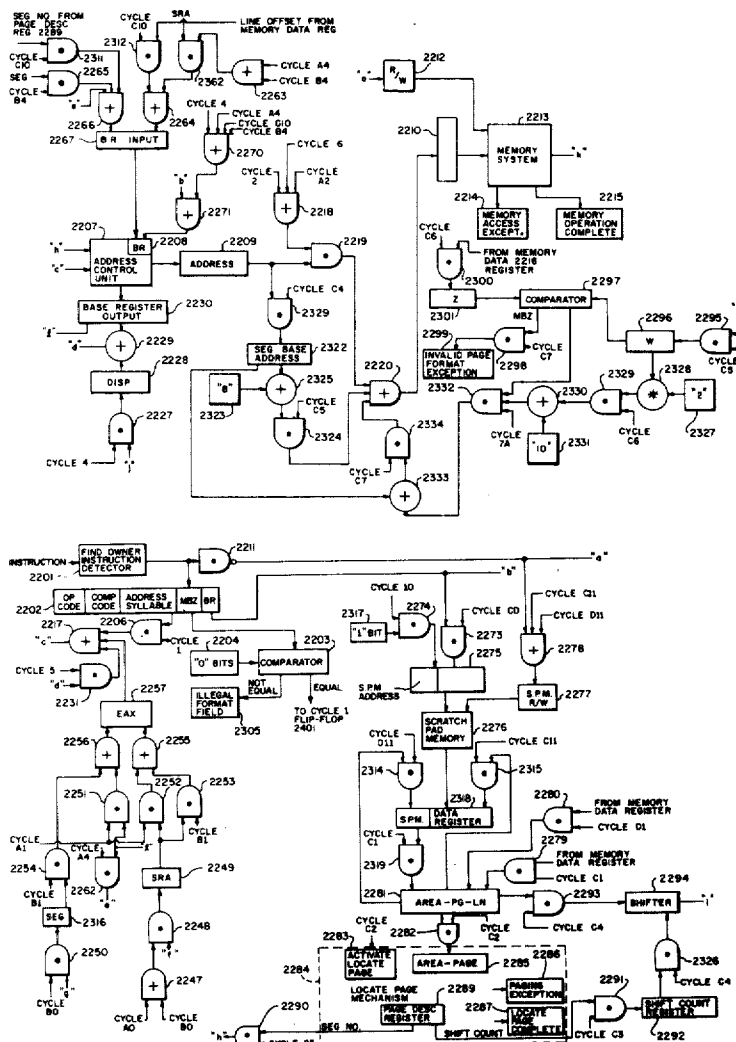 SEG NO. FROM
PAGE DESC
REG 2289
CYCLE
C10
2311
SEG
CYCLE
B4
2265
"e"
2266
2267
BR INPUT
CYCLE
C10
2312
SRA
LINE OFFSET FROM
MEMORY DATA REG
2362
2264
CYCLE A4
CYCLE B4
2263
CYCLE 4
CYCLE A4
CYCLE C10
CYCLE B4
2270
"b"
2271
CYCLE
2
CYCLE 6
CYCLE
A2
2218
2219
"a"
R/W
2212
2210
2213
MEMORY
SYSTEM
"k"
2214
MEMORY
ACCESS
EXCEPT.
2215
MEMORY
OPERATION
COMPLETE
2207
"h"
"c"
ADDRESS
CONTROL
UNIT
BR
2208
2209
ADDRESS
2230
BASE REGISTER
OUTPUT
"d"
2229
2228
DISP
2227
CYCLE 4
CYCLE C4
2329
2322
SEG BASE
ADDRESS
"8"
2323
2325
CYCLE
C5
2324
2220
2334
CYCLE
C7
2333
CYCLE
C6
FROM MEMORY
DATA 2216
REGISTER
2300
Z
2301
2297
COMPARATOR
MBZ
2299
INVALID PAGE
FORMAT
EXCEPTION
2298
CYCLE
C7
2296
W
2295
CYCLE
C5
2332
CYCLE
7A
2330
"10"
2331
2329
CYCLE
C6
2328
*
"2"
2327
INSTRUCTION
FIND OWNER
INSTRUCTION
DETECTOR
2201
2211
"a"
"b"
2202
OP
CODE
COMP
CODE
ADDRESS
SYLLABLE
MBZ
BR
2217
2206
"c"
CYCLE
1
CYCLE 5
"d"
2231
2204
"0" BITS
2203
COMPARATOR
NOT
EQUAL
EQUAL
ILLEGAL
FORMAT
FIELD
2305
TO CYCLE 1
FLIP-FLOP
2401
CYCLE 10
2317
"1" BIT
2274
CYCLE CD
2273
2275
S.P.M.
ADDRESS
CYCLE
C11
CYCLE
D11
2278
S.P.M.
R/W
2277
2257
EAX
2256
2255
2251
2252
2253
CYCLE
A1
2254
CYCLE
A4
2262
"e"
CYCLE
B1
CYCLE
B1
SEG
2316
2250
CYCLE
B0
"g"
SRA
2249
2248
"f"
2247
CYCLE
A0
CYCLE
B0
SCRATCH
PAD
MEMORY
2276
CYCLE
D11
2314
CYCLE C11
2315
2318
S.P.M.
DATA
REGISTER
CYCLE
C1
2319
2281
AREA-PG-LN
2280
FROM MEMORY
DATA REGISTER
CYCLE D1
2279
FROM MEMORY
DATA REGISTER
CYCLE C1
2293
CYCLE
C4
2294
SHIFTER
"i"
2326
CYCLE C4
2282
CYCLE
C2
CYCLE
C2
2283
ACTIVATE
LOCATE
PAGE
2284
2285
AREA-PAGE
LOCATE PAGE
MECHANISM
2286
PAGING
EXCEPTION
2289
PAGE DESC
REGISTER
2287
LOCATE
PAGE
COMPLETE
2290
"h"
SEG NO.
SHIFT COUNT
2291
CYCLE C3
SHIFT COUNT
REGISTER
2292